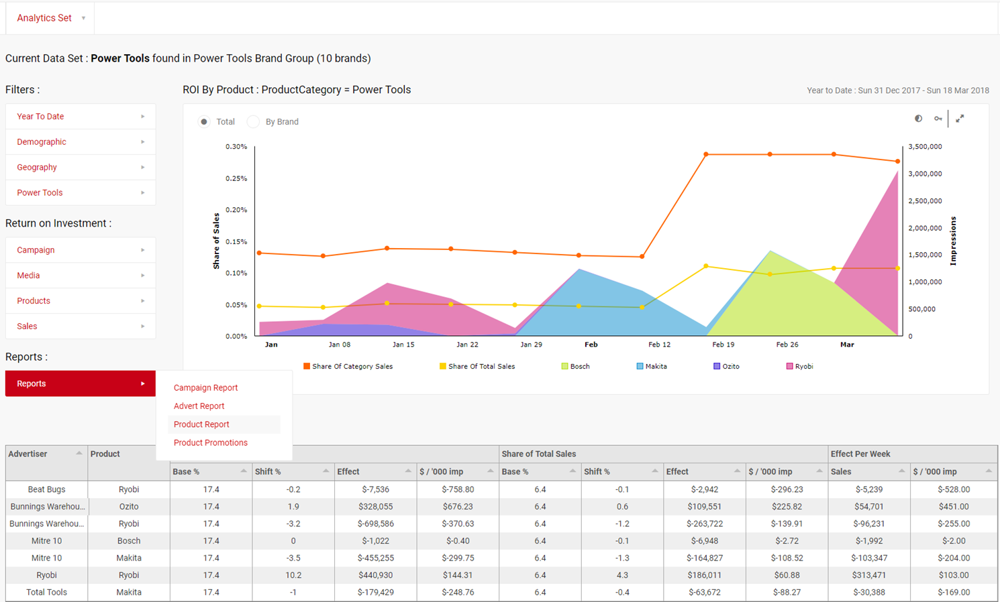 Analytics Set
Current Data Set : Power Tools found in Power Tools Brand Group (10 brands)
Filters :
Year To Date
Demographic
Geography
Power Tools
Return on Investment :
Campaign
Media
Products
Sales
Reports :
Reports
Campaign Report
Advert Report
Product Report
Product Promotions
ROI By Product : ProductCategory = Power Tools
Year to Date : Sun 31 Dec 2017 - Sun 18 Mar 2018
Total By Brand
Share of Sales
0.30%
0.25%
0.20%
0.15%
0.10%
0.05%
0.00%
3,500,000
3,000,000
2,500,000
2,000,000
1,500,000
1,000,000
500,000
0
Impressions
Jan Jan 08 Jan 15 Jan 22 Jan 29 Feb Feb 12 Feb 19 Feb 26 Mar
Share Of Category Sales Share Of Total Sales Bosch Makita Ozito Ryobi
Advertiser Product Share of Total Sales Effect Per Week
Base % Shift % Effect $ / '000 imp Base % Shift % Effect $ / '000 imp Sales $ / '000 imp
Beat Bugs Ryobi 17.4 -0.2 $-7,536 $-758.80 6.4 -0.1 $-2,942 $-296.23 $-5,239 $-528.00
Bunnings Warehou... Ozito 17.4 1.9 $328,055 $676.23 6.4 0.6 $109,551 $225.82 $54,701 $451.00
Bunnings Warehou... Ryobi 17.4 -3.2 $-698,586 $-370.63 6.4 -1.2 $-263,722 $-139.91 $-96,231 $-255.00
Mitre 10 Bosch 17.4 0 $-1,022 $-0.40 6.4 -0.1 $-6,948 $-2.72 $-1,992 $-2.00
Mitre 10 Makita 17.4 -3.5 $-455,255 $-299.75 6.4 -1.3 $-164,827 $-108.52 $-103,347 $-204.00
Ryobi Ryobi 17.4 10.2 $440,930 $144.31 6.4 4.3 $186,011 $60.88 $313,471 $103.00
Total Tools Makita 17.4 -1 $-179,429 $-248.76 6.4 -0.4 $-63,672 $-88.27 $-30,388 $-169.00